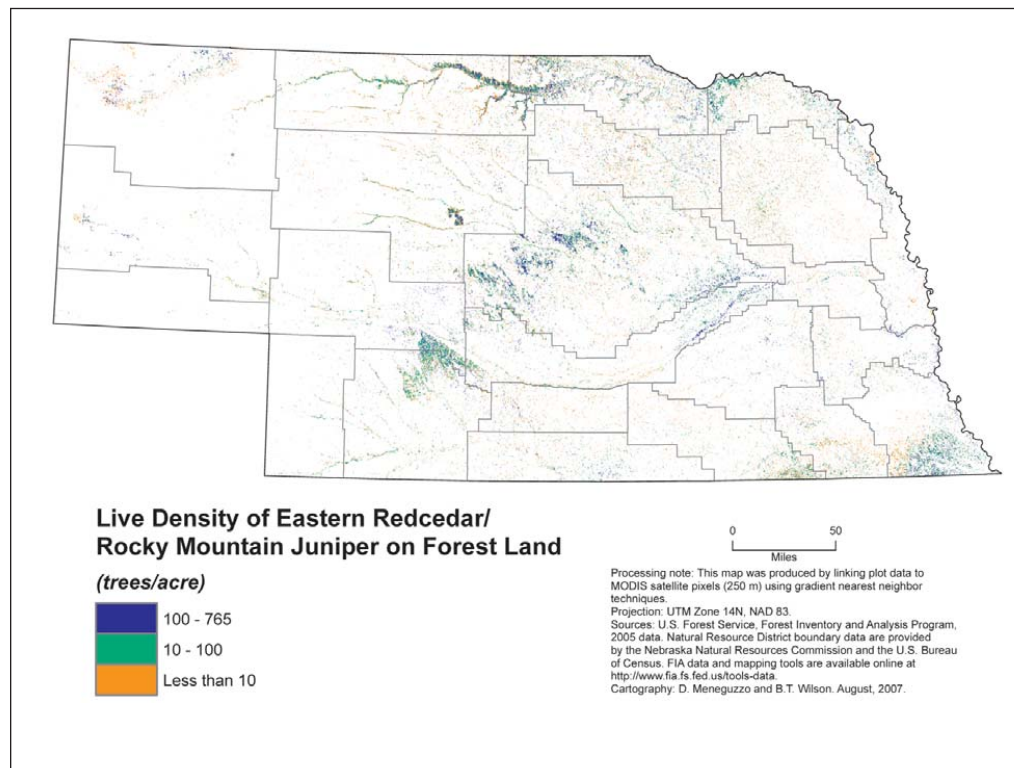 Live Density of Eastern Redcedar/
Rocky Mountain Juniper on Forest Land
(trees/acre)
100 - 765
10 - 100
Less than 10
0 50
Miles
Processing note: This map was produced by linking plot data to
MODIS satellite pixels (250 m) using gradient nearest neighbor
techniques.
Projection: UTM Zone 14N, NAD 83.
Sources: U.S. Forest Service, Forest Inventory and Analysis Program,
2005 data. Natural Resource District boundary data are provided
by the Nebraska Natural Resources Commission and the U.S. Bureau
of Census. FIA data and mapping tools are available online at
http://www.fia.fs.fed.us/tools-data.
Cartography: D. Meneguzzo and B.T. Wilson. August, 2007.